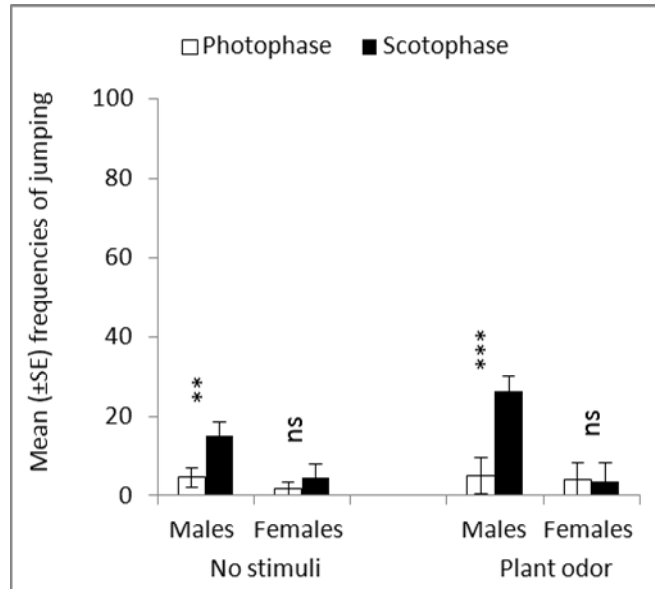 Photophase Scotophase
Mean (±SE) frequencies of jumping
100
80
60
40
20
0
**
ns
***
ns
Males Females Males Females
No stimuli Plant odor